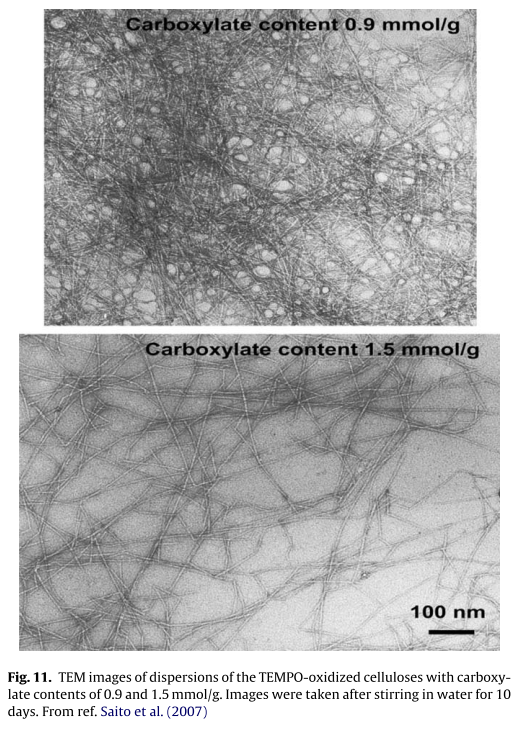 Carboxylate content 0.9 mmol/g
Carboxylate content 1.5 mmol/g
100 nm
Fig. 11. TEM images of dispersions of the TEMPO-oxidized celluloses with carboxy-
late contents of 0.9 and 1.5 mmol/g. Images were taken after stirring in water for 10
days. From ref. Saito et al. (2007)